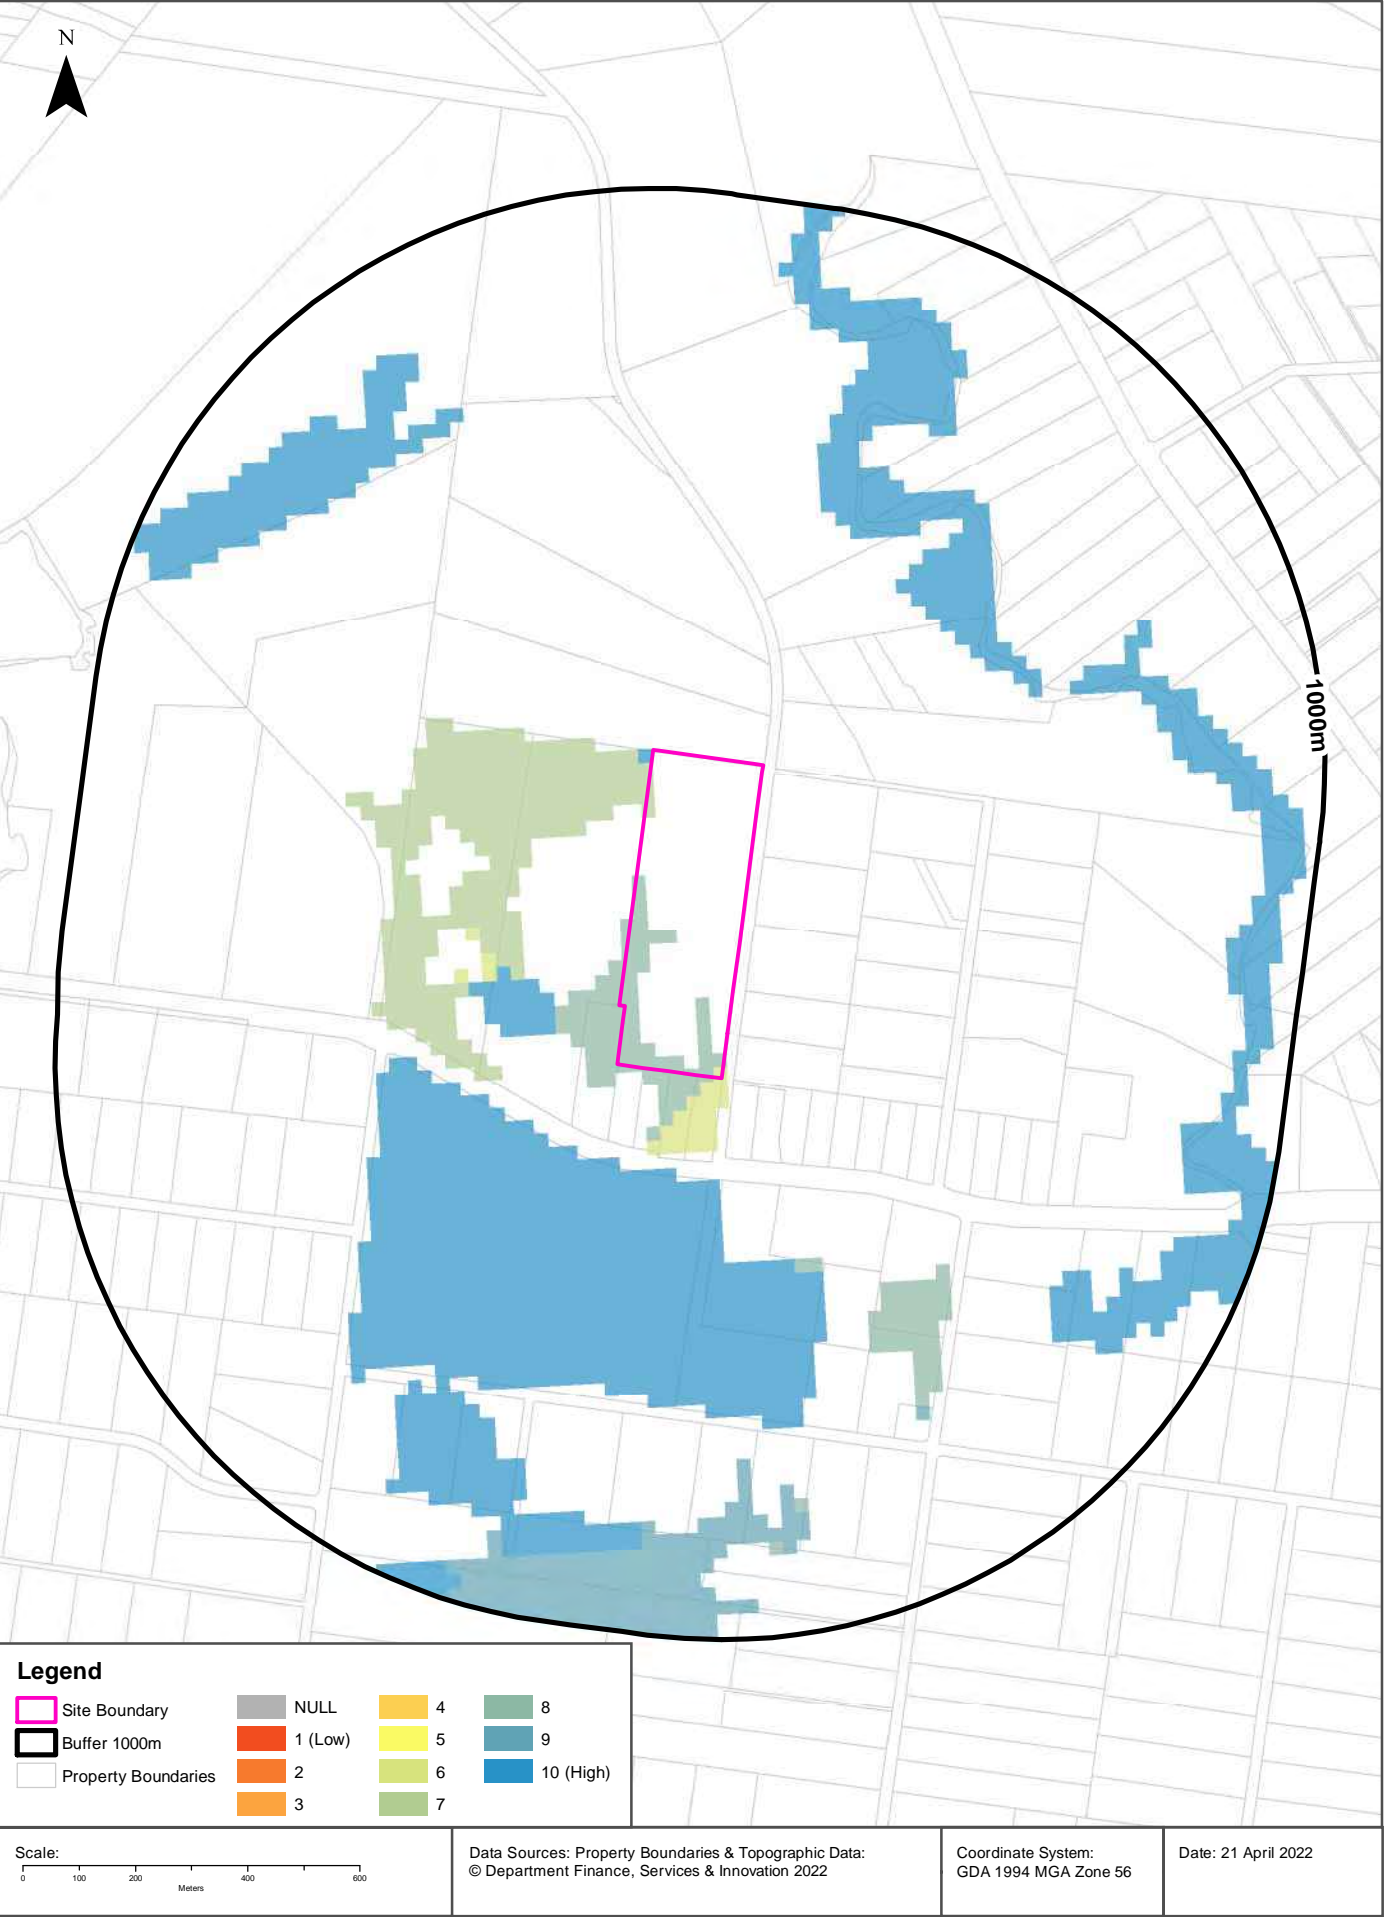 N
1000m
Legend
Site Boundary
Buffer 1000m
Property Boundaries
NULL
1 (Low)
2
3
4
5
6
7
8
9
10 (High)
Scale:
0 100 200 400 600
Meters
Data Sources: Property Boundaries & Topographic Data:
© Department Finance, Services & Innovation 2022
Coordinate System:
GDA 1994 MGA Zone 56
Date: 21 April 2022